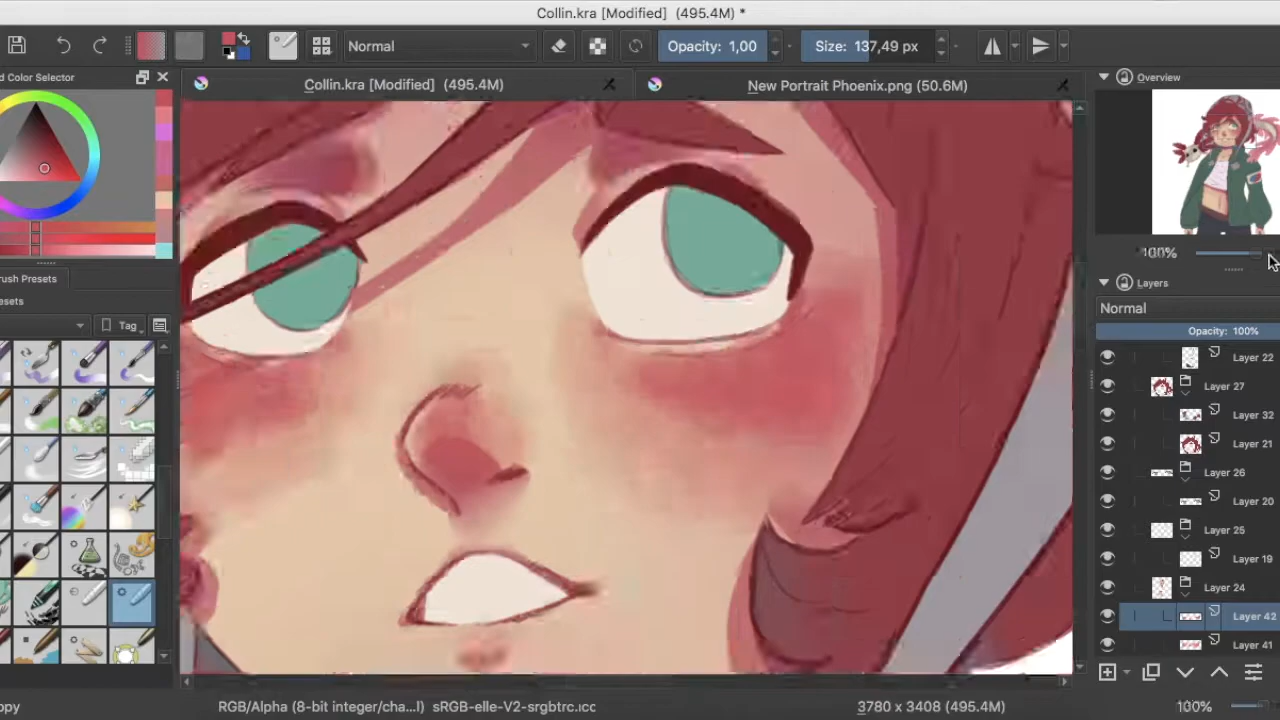 Collin.kra [Modified] (495.4M) *
Normal
Opacity: 1,00
Size: 137,49 px
d Color Selector
Collin.kra [Modified] (495.4M)
New Portrait Phoenix.png (50.6M)
Overview
100%
Layers
Normal
Opacity: 100%
rush Presets
esets
Tag
Layer 22
Layer 27
Layer 32
Layer 21
Layer 26
Layer 20
Layer 25
Layer 19
Layer 24
Layer 42
Layer 41
opy
RGB/Alpha (8-bit integer/cha...l) sRGB-elle-V2-srgbtrc.icc
3780 x 3408 (495.4M)
100%